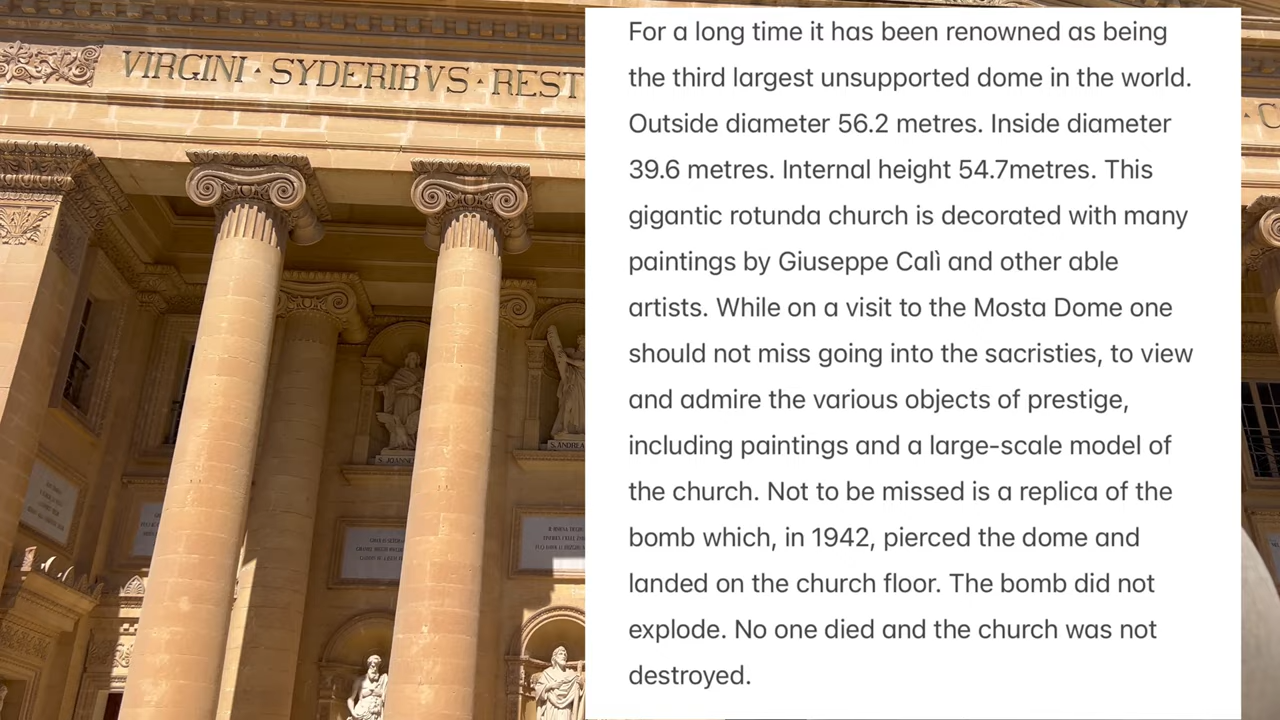 VIRGINI · SYDERIBVS · REST
For a long time it has been renowned as being
the third largest unsupported dome in the world.
Outside diameter 56.2 metres. Inside diameter
39.6 metres. Internal height 54.7metres. This
gigantic rotunda church is decorated with many
paintings by Giuseppe Calì and other able
artists. While on a visit to the Mosta Dome one
should not miss going into the sacristies, to view
and admire the various objects of prestige,
including paintings and a large-scale model of
the church. Not to be missed is a replica of the
bomb which, in 1942, pierced the dome and
landed on the church floor. The bomb did not
explode. No one died and the church was not
destroyed.
S. ANDREA
S. JOANNE